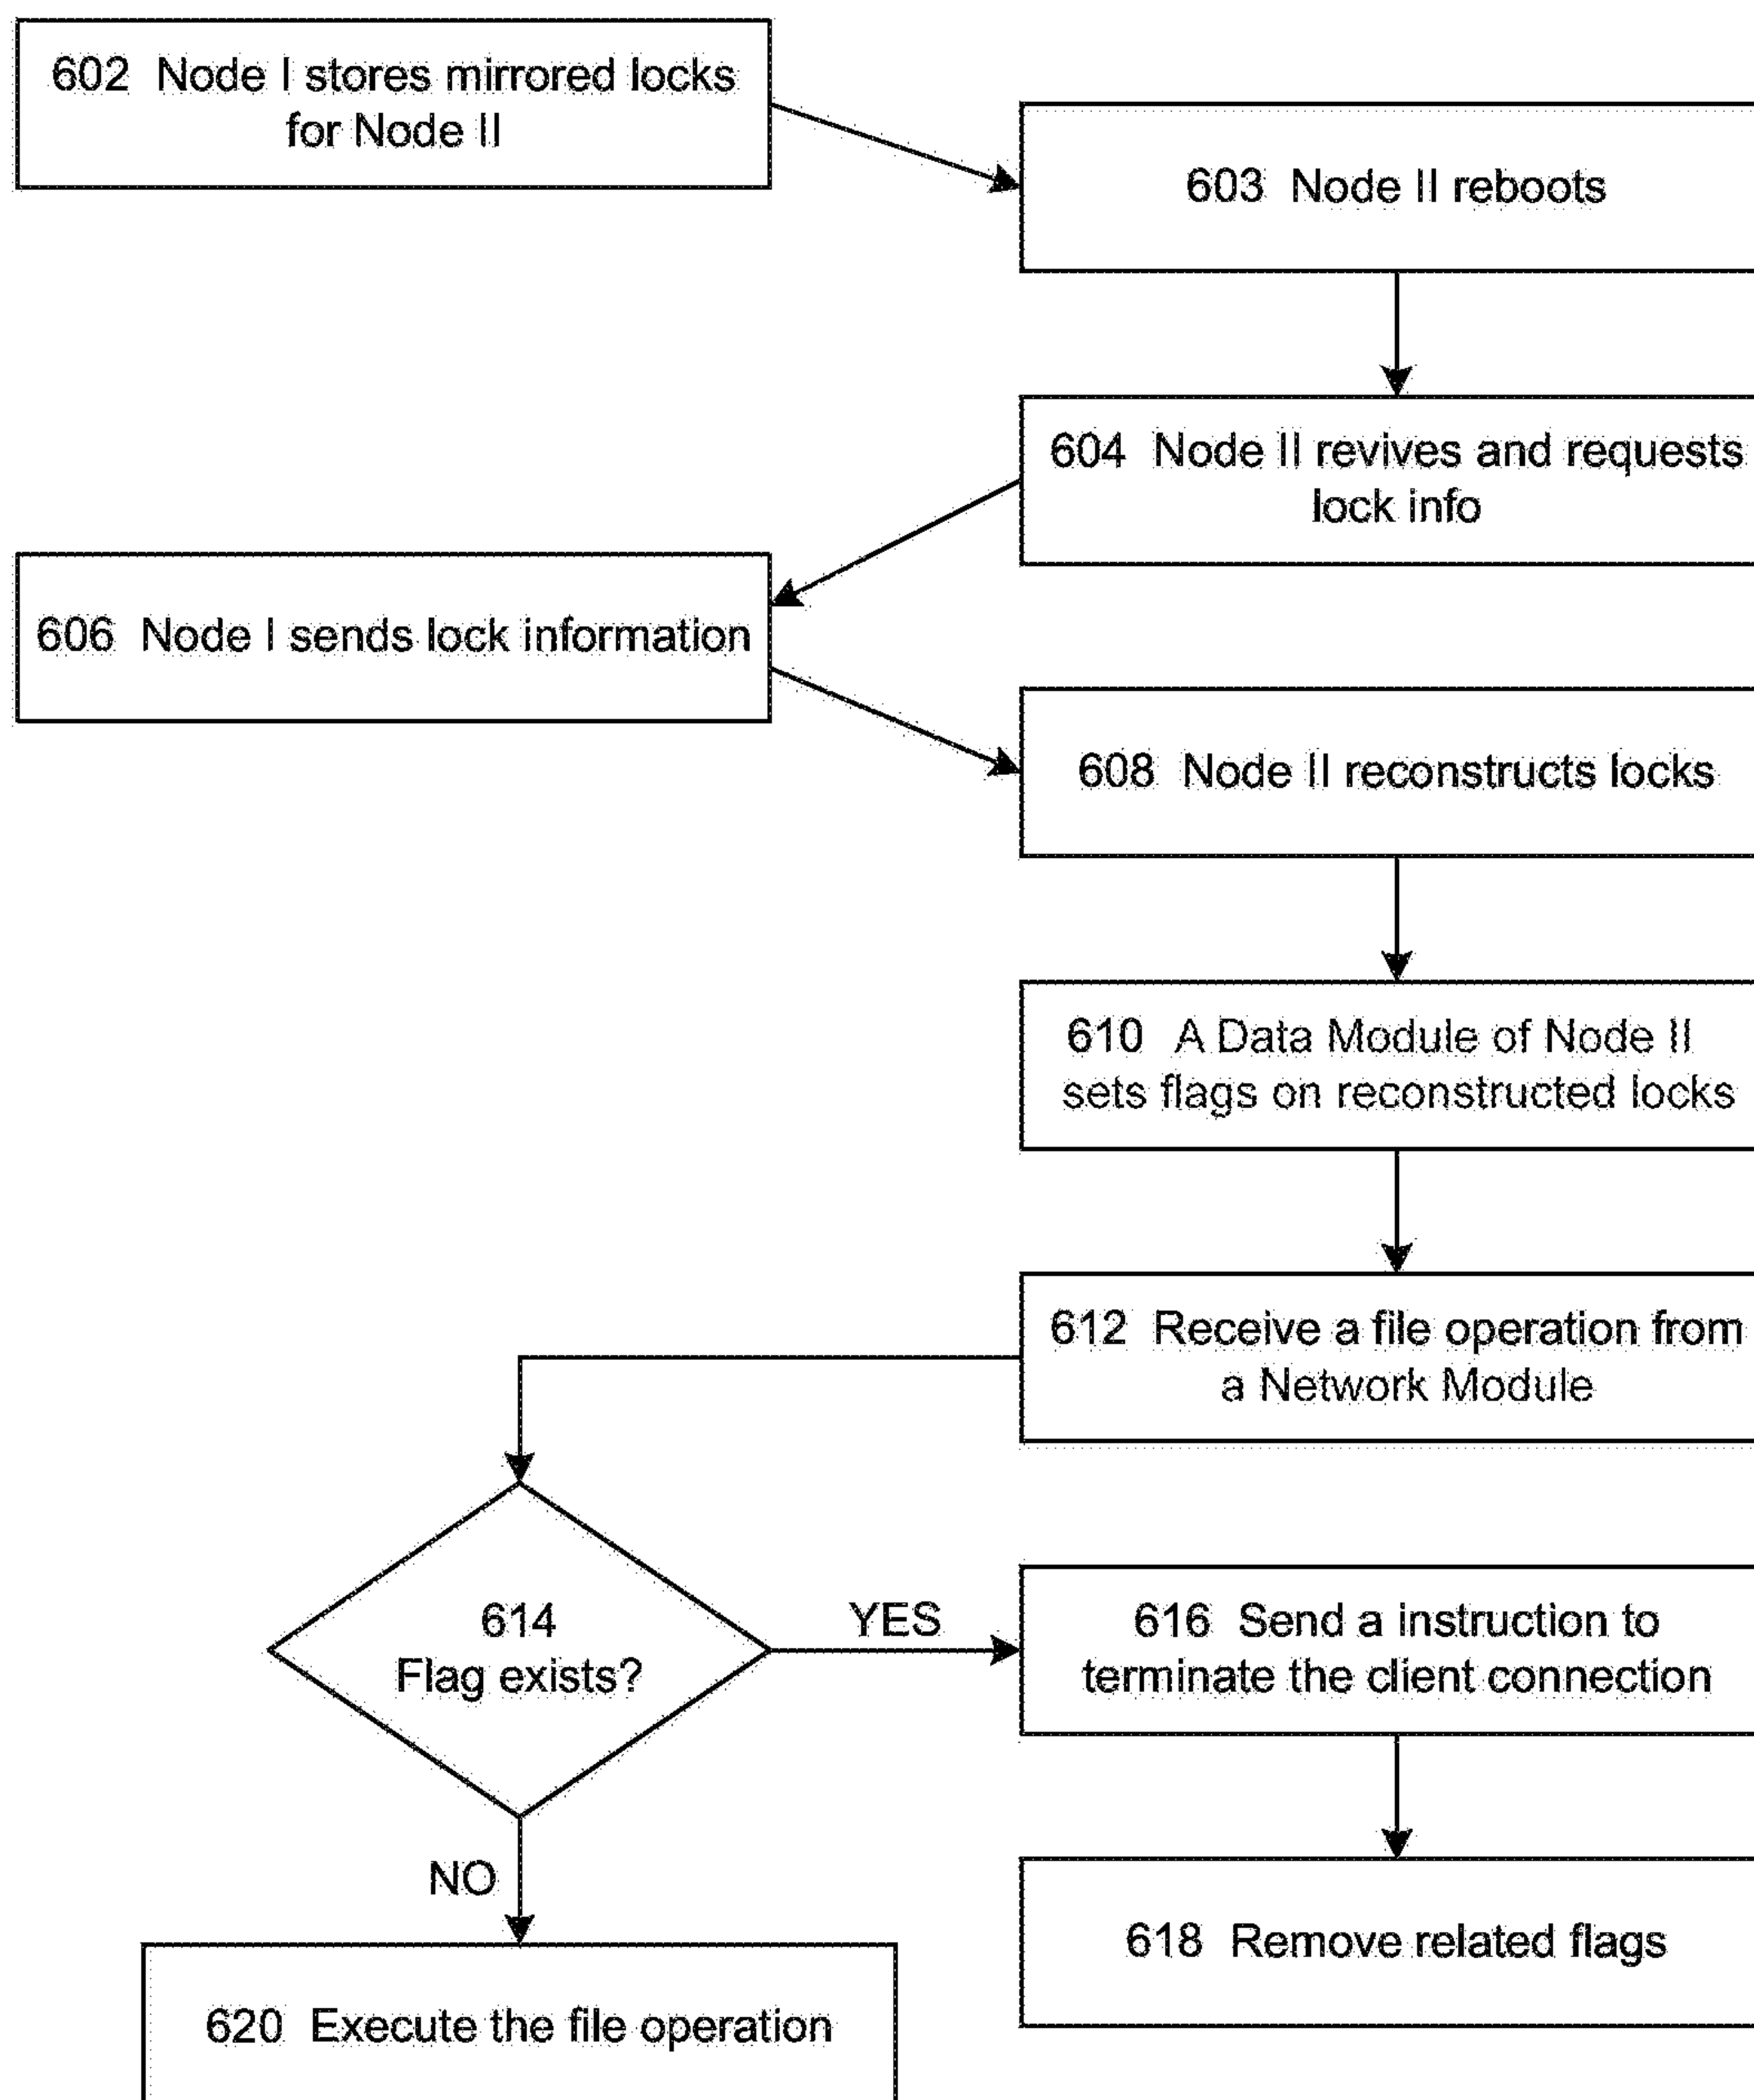 602 Node I stores mirrored locks
for Node II
603 Node II reboots
604 Node II revives and requests
lock info
606 Node I sends lock information
608 Node II reconstructs locks
610 A Data Module of Node II
sets flags on reconstructed locks
612 Receive a file operation from
a Network Module
614
Flag exists?
YES
616 Send a instruction to
terminate the client connection
NO
618 Remove related flags
620 Execute the file operation